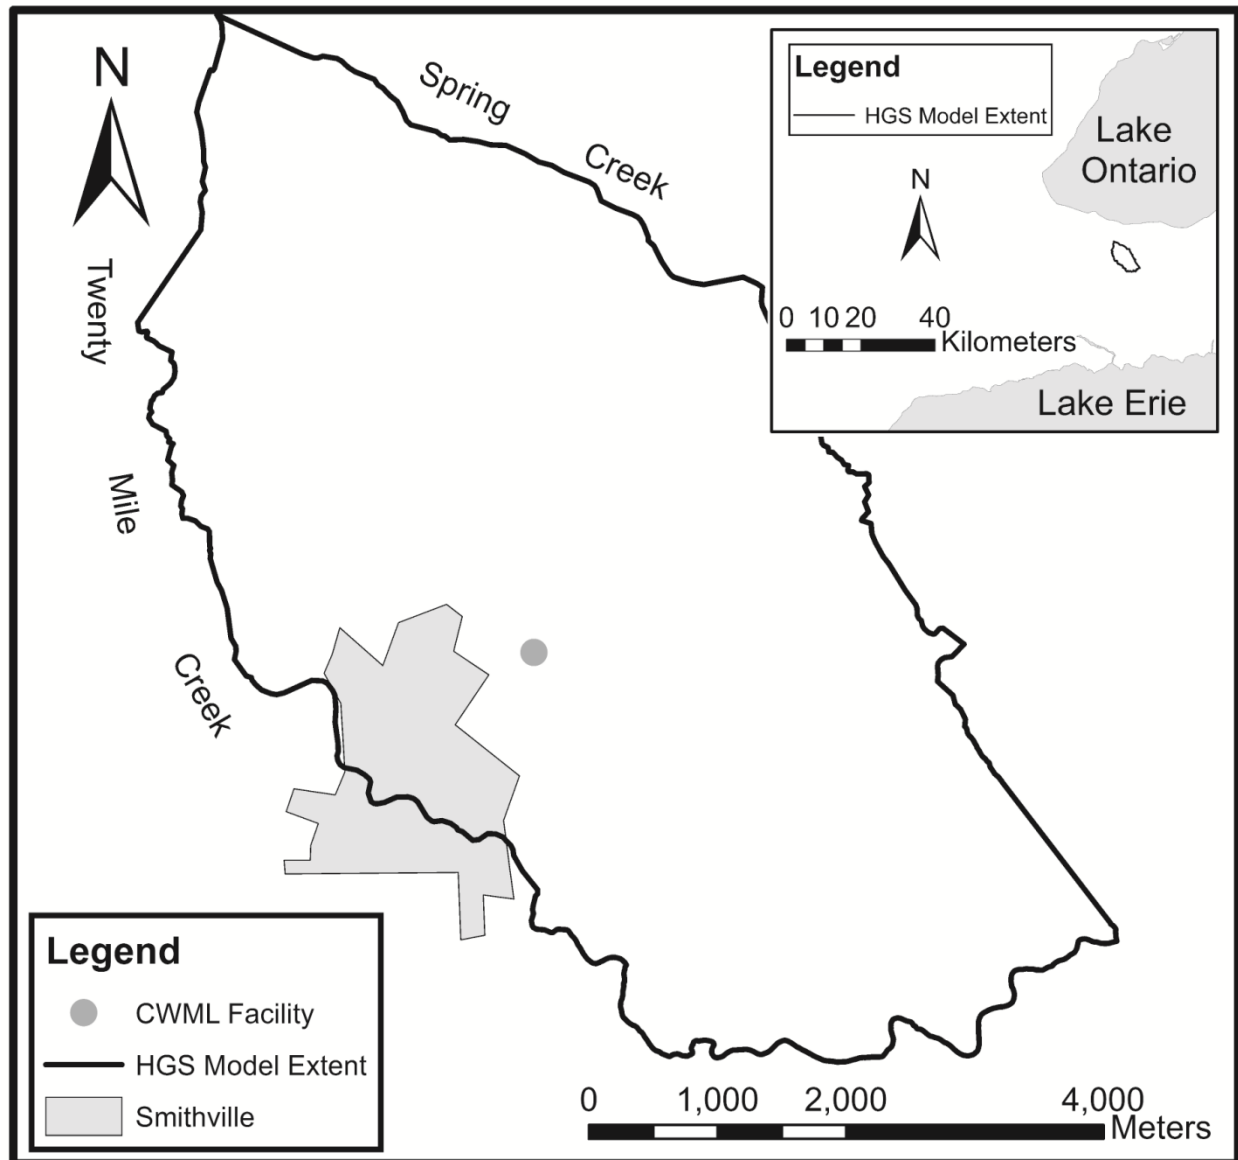 N
Spring
Creek
Twenty
Mile
Creek
Legend
HGS Model Extent
N
Lake
Ontario
0 10 20 40
Kilometers
Lake Erie
Legend
CWML Facility
HGS Model Extent
Smithville
0 1,000 2,000 4,000
Meters